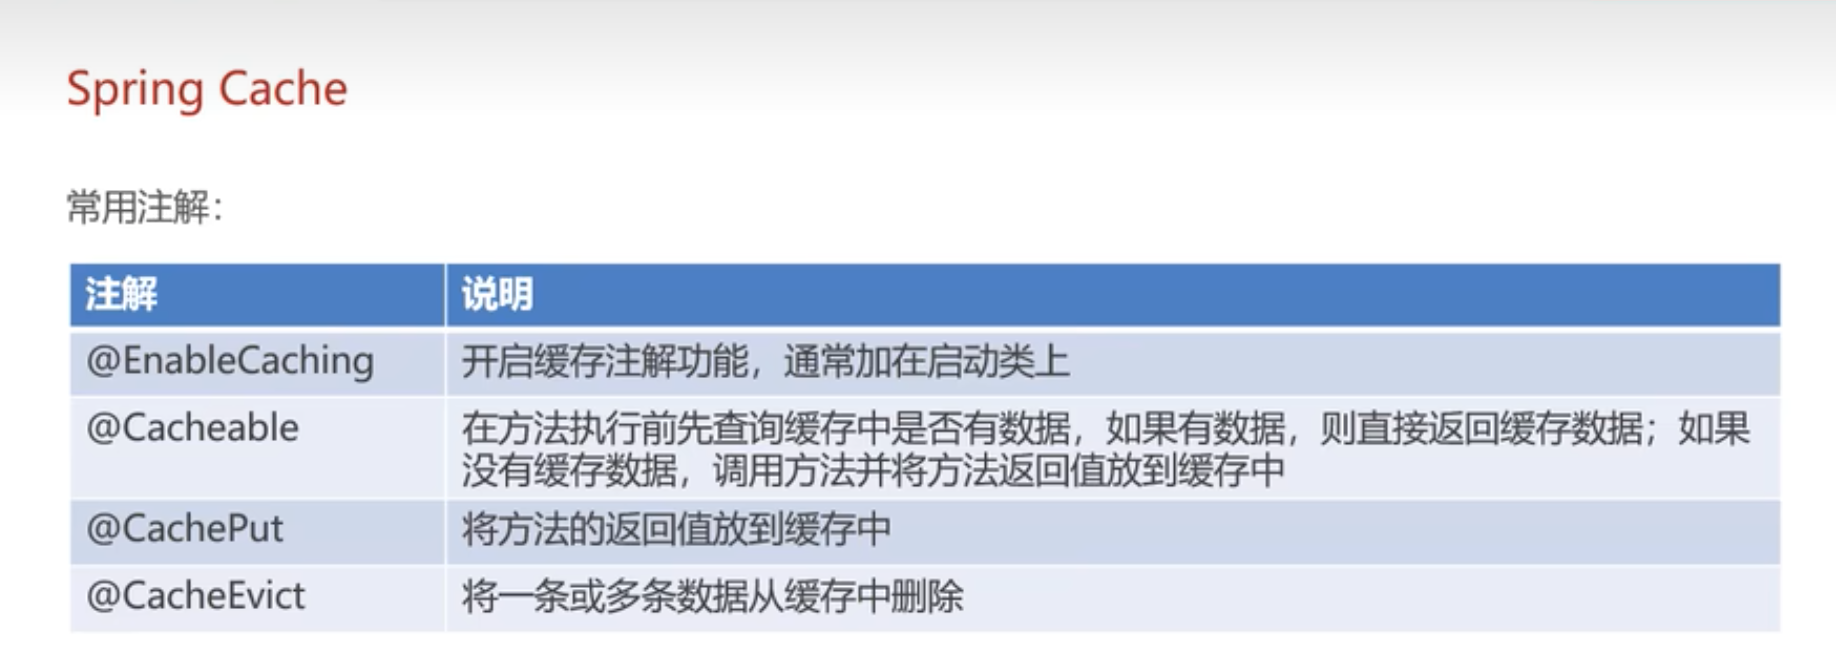 Spring Cache
常用注解：
注解 说明
@EnableCaching 开启缓存注解功能，通常加在启动类上
@Cacheable 在方法执行前先查询缓存中是否有数据，如果有数据，则直接返回缓存数据；如果
没有缓存数据，调用方法并将方法返回值放到缓存中
@CachePut 将方法的返回值放到缓存中
@CacheEvict 将一条或多条数据从缓存中删除